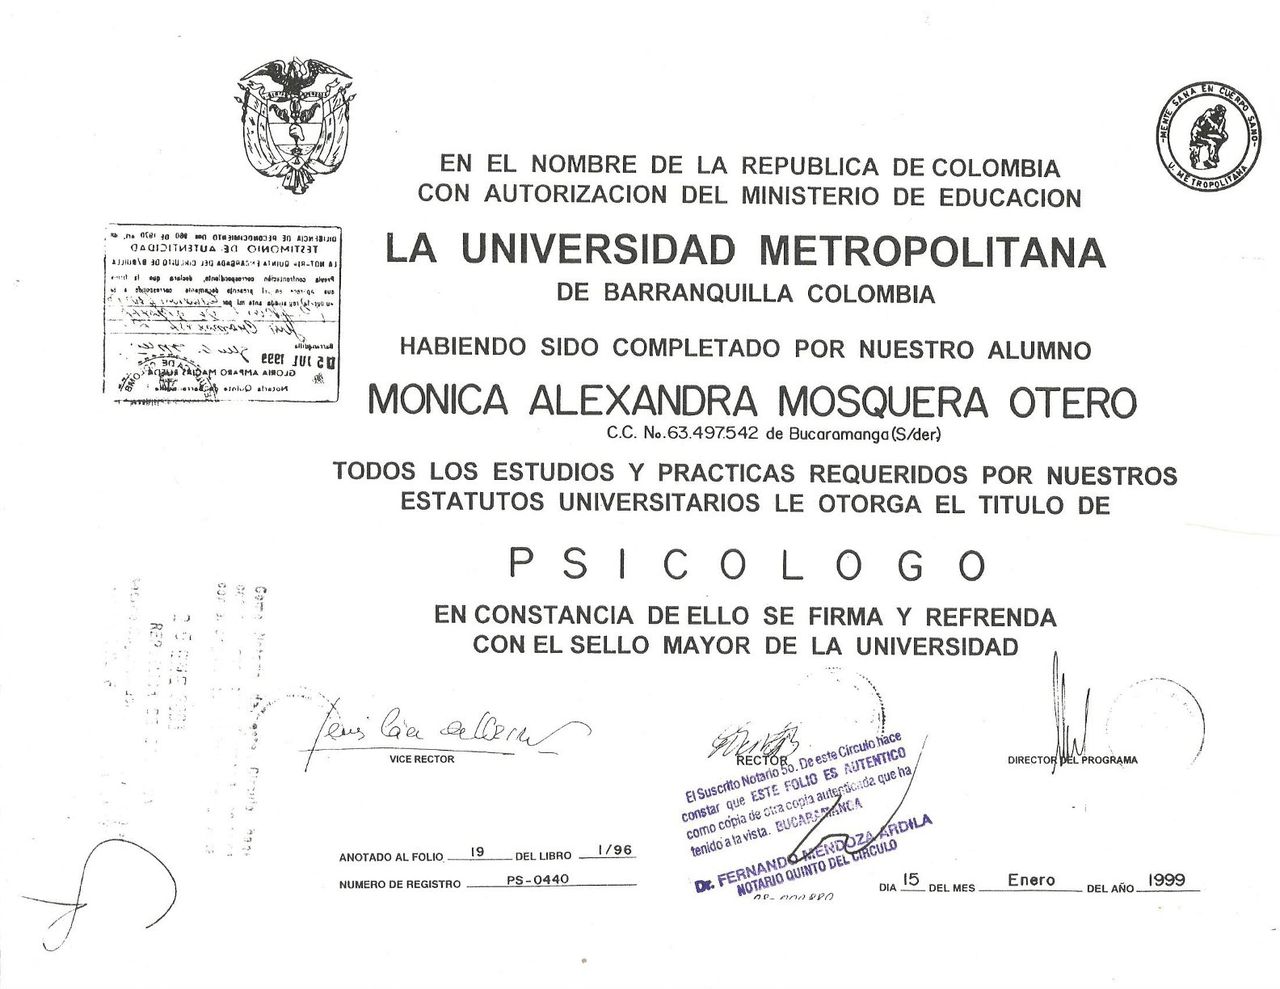 MENTE SANA EN CUERPO SANO
U. METROPOLITANA
EN EL NOMBRE DE LA REPUBLICA DE COLOMBIA
CON AUTORIZACION DEL MINISTERIO DE EDUCACION
LA UNIVERSIDAD METROPOLITANA
DE BARRANQUILLA COLOMBIA
DILIGENCIA DE RECONOCIMIENTO
TESTIMONIO DE AUTENTICIDAD
5 JUL 1999
GLORIA AMPARO MACIAS RUEDA
HABIENDO SIDO COMPLETADO POR NUESTRO ALUMNO
MONICA ALEXANDRA MOSQUERA OTERO
C.C. No. 63.497.542 de Bucaramanga (S/der.)
TODOS LOS ESTUDIOS Y PRACTICAS REQUERIDOS POR NUESTROS
ESTATUTOS UNIVERSITARIOS LE OTORGA EL TITULO DE
PSICOLOGO
EN CONSTANCIA DE ELLO SE FIRMA Y REFRENDA
CON EL SELLO MAYOR DE LA UNIVERSIDAD
VICE RECTOR
RECTOR
DIRECTOR DEL PROGRAMA
El Suscrito Notario 5o. De este Circulo hace
constar que ESTE FOLIO ES AUTENTICO
como copia de otra copia autenticada que ha
tenido a la vista. BUCARAMANGA
Dr. FERNANDO MENDOZA ARDILA
NOTARIO QUINTO DEL CIRCULO
ANOTADO AL FOLIO 19 DEL LIBRO 1/96
NUMERO DE REGISTRO PS-0440
DIA 15 DEL MES Enero DEL AÑO 1999